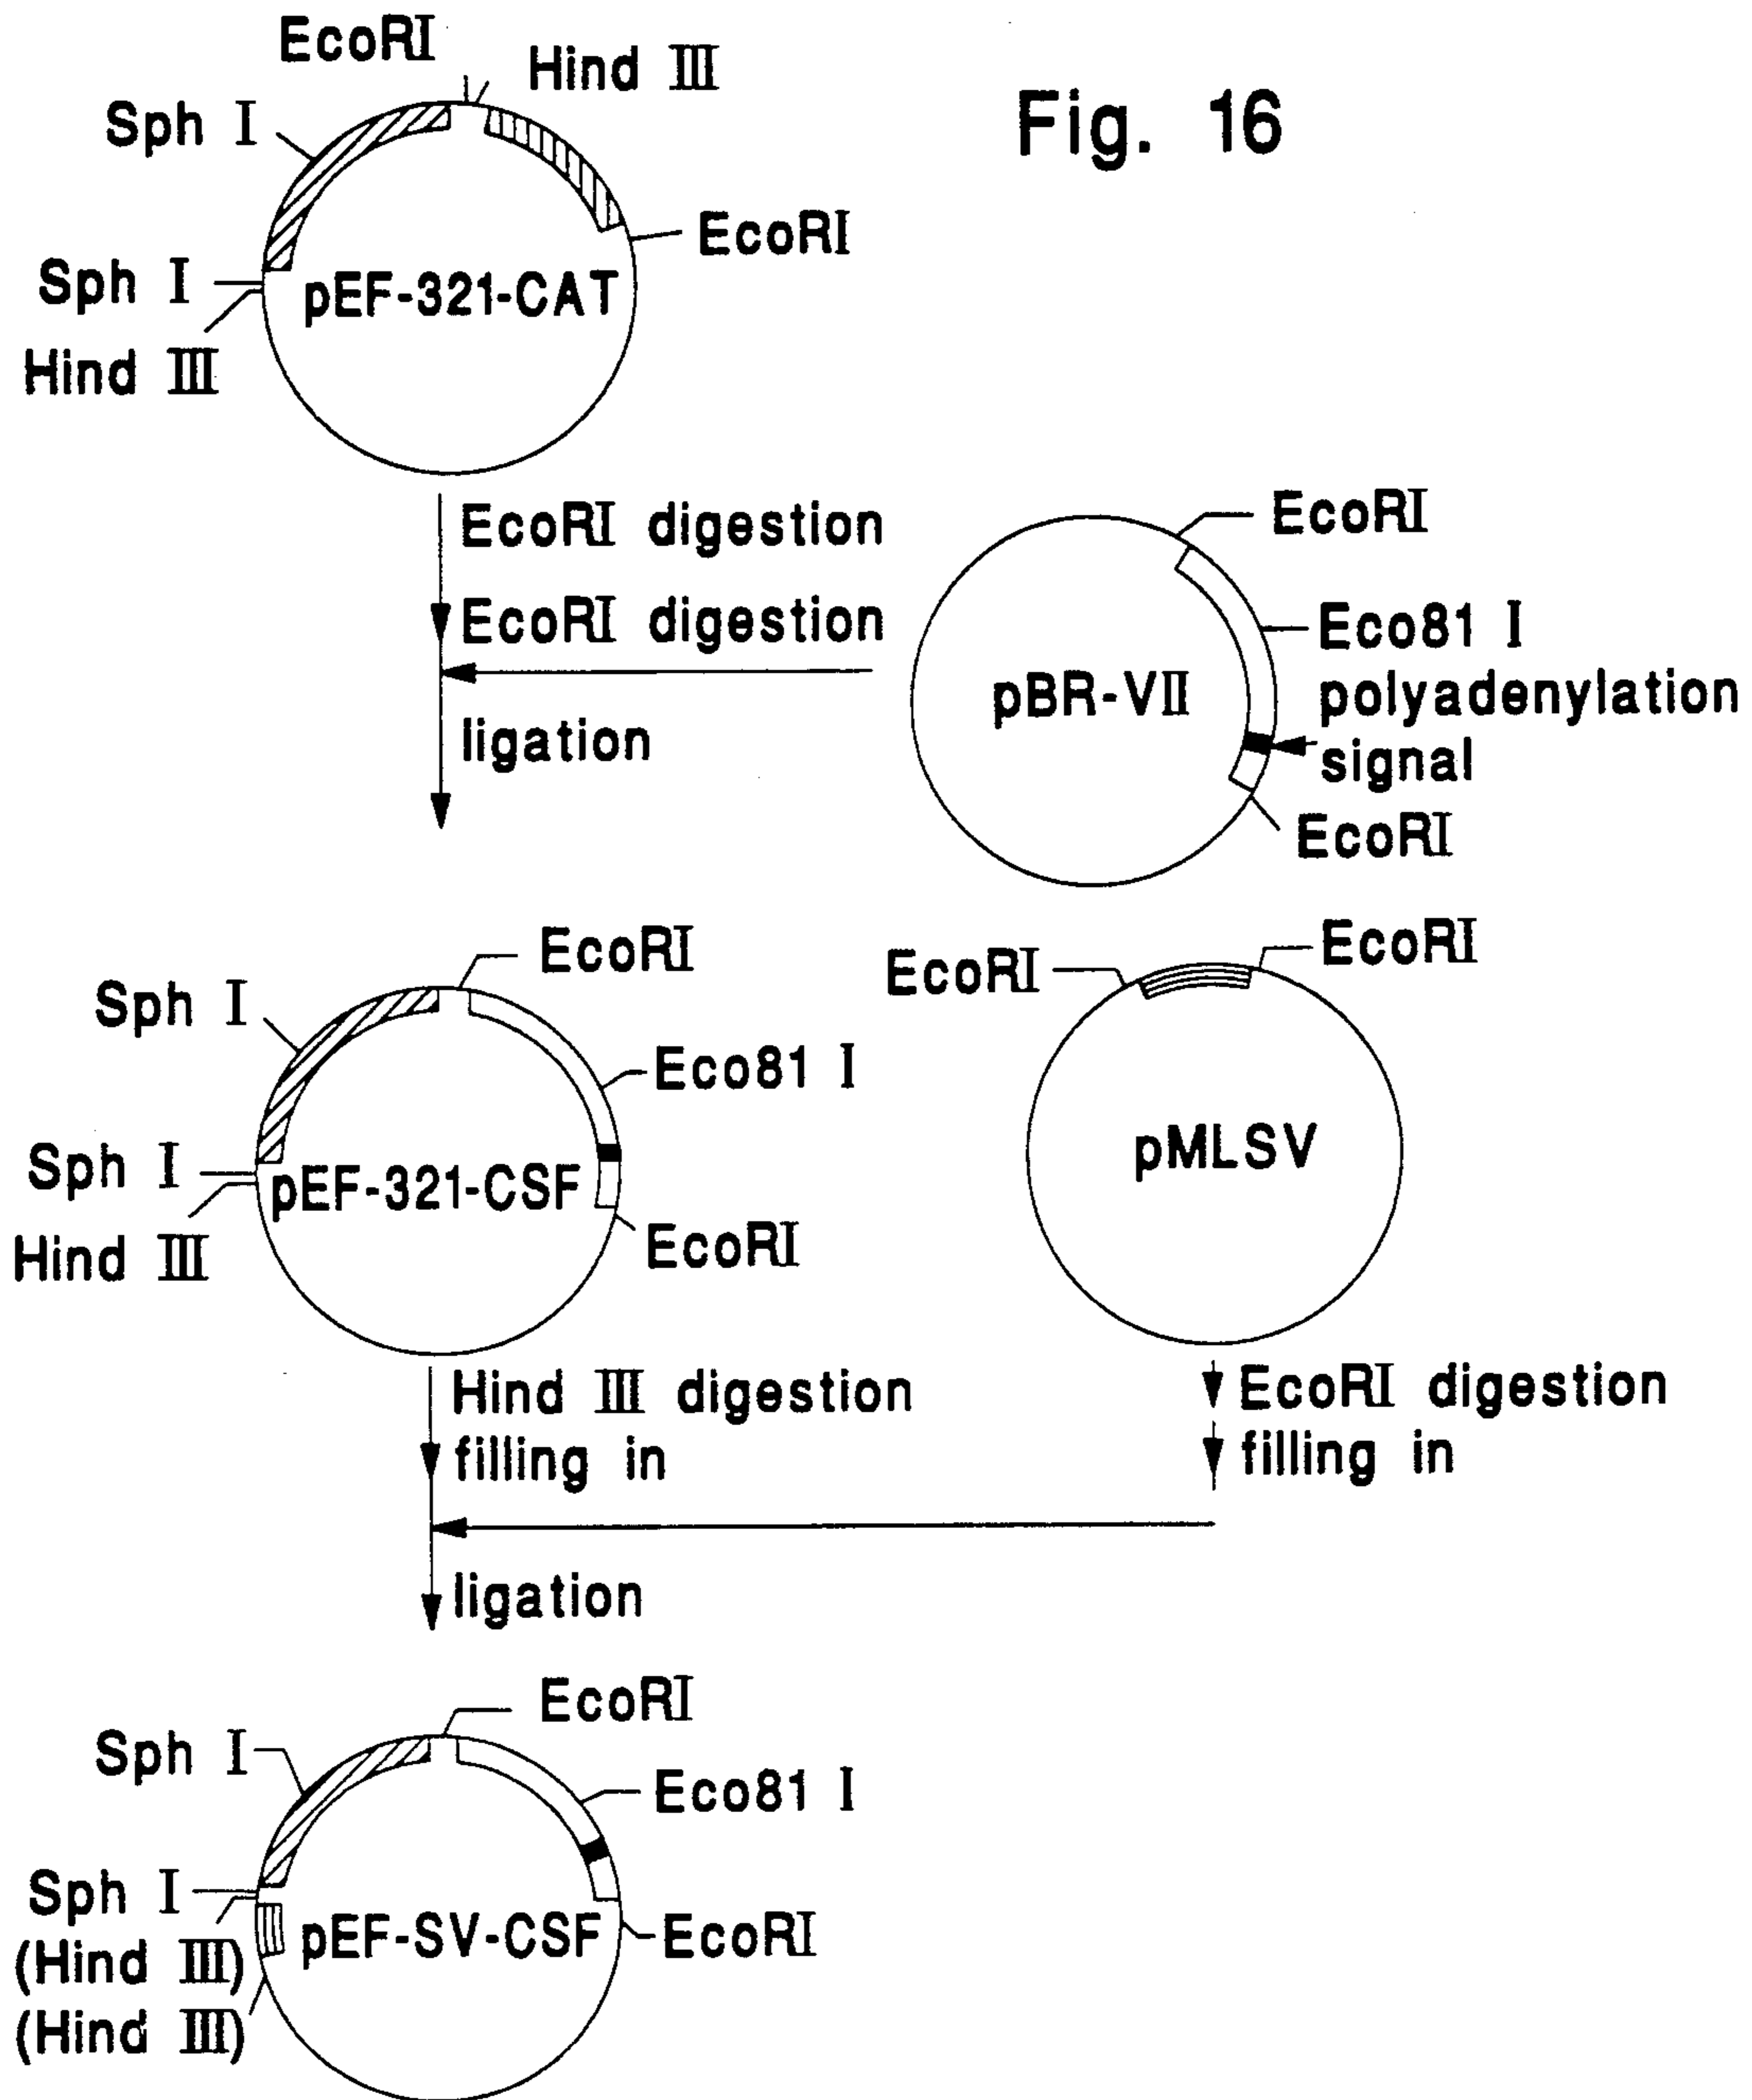 Fig. 16
EcoRI
Hind III
Sph I
EcoRI
Sph I
pEF-321-CAT
Hind III
EcoRI digestion
EcoRI digestion
ligation
EcoRI
Eco81 I
pBR-VII
polyadenylation
signal
EcoRI
EcoRI
Sph I
Eco81 I
Sph I
pEF-321-CSF
Hind III
EcoRI
EcoRI
EcoRI
pMLSV
Hind III digestion
filling in
EcoRI digestion
filling in
ligation
EcoRI
Sph I
Eco81 I
Sph I
pEF-SV-CSF
EcoRI
(Hind III)
(Hind III)